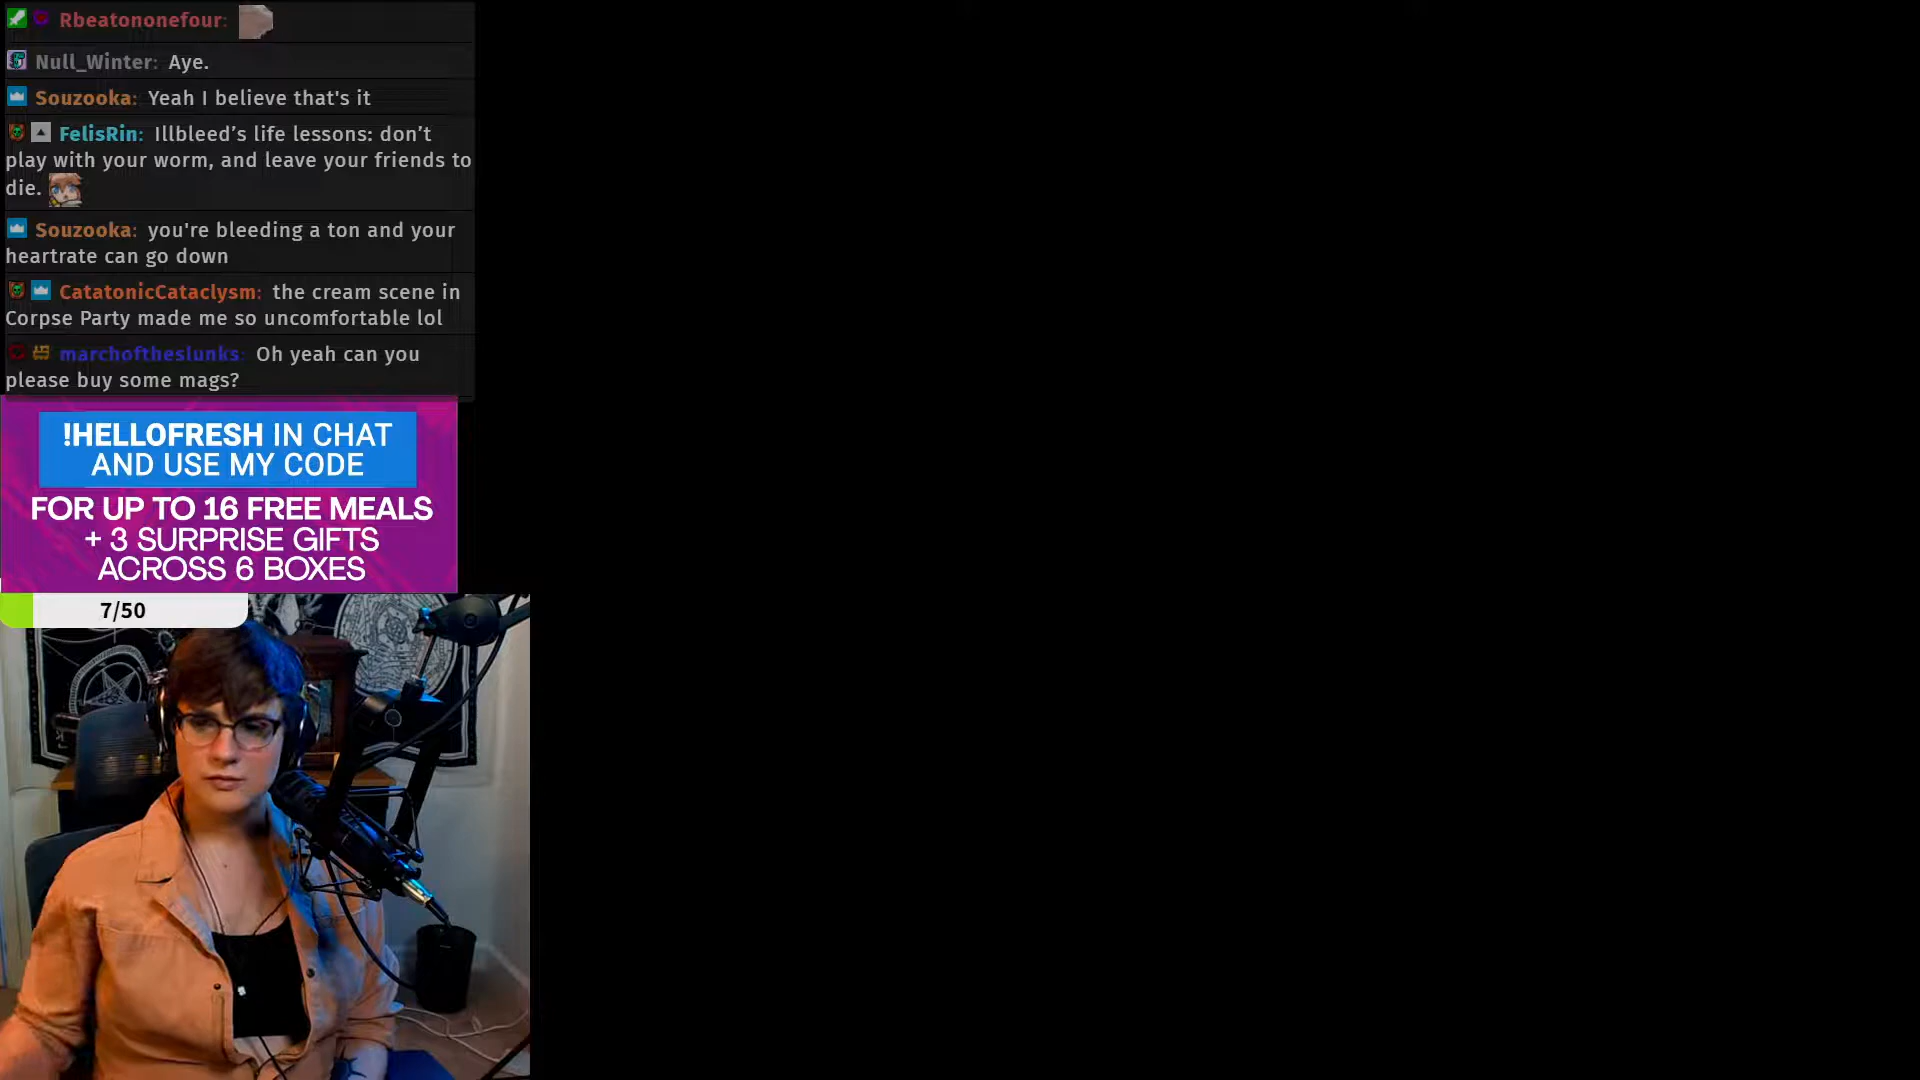 Rbeatononefour:
Null_Winter: Aye.
Souzooka: Yeah I believe that's it
FelisRin: Illbleed’s life lessons: don’t
play with your worm, and leave your friends to
die.
Souzooka: you're bleeding a ton and your
heartrate can go down
CatatonicCataclysm: the cream scene in
Corpse Party made me so uncomfortable lol
marchoftheslunks: Oh yeah can you
please buy some mags?
!HELLOFRESH IN CHAT
AND USE MY CODE
FOR UP TO 16 FREE MEALS
+ 3 SURPRISE GIFTS
ACROSS 6 BOXES
7/50